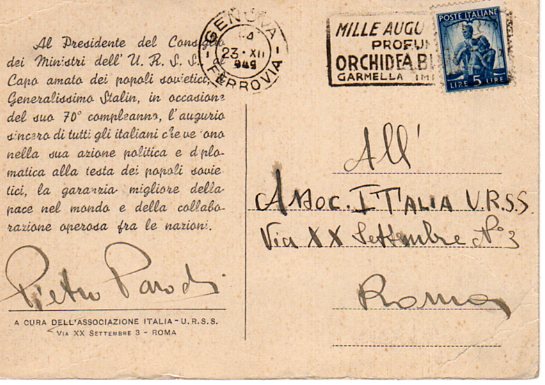 Al Presidente del Cons
dei Ministri dell' U. R. S. S.
Capo amato dei popoli sovietici,
Generalissimo Stalin, in occasione
del suo 70° compleanno, l'augurio
sincero di tutti gli italiani che ve ono
nella sua azione politica e diplo-
matica alla testa dei popoli sovie
tici, la garanzia migliore della
pace nel mondo e della collabo-
razione operosa fra le nazioni.
Pietro Parodi
A CURA DELL'ASSOCIAZIONE ITALIA - U.R.S.S.
VIA XX SETTEMBRE 3 - ROMA
GENOVA
23 · XII
949
FERROVIA
MILLE AUGU
PROFU
ORCHIDEA B
GARMELLA IM
POSTE ITALIANE
LIRE 5 LIRE
All'
Assoc. ITALIA U.R.S.S.
Via XX Settembre N° 3
Roma